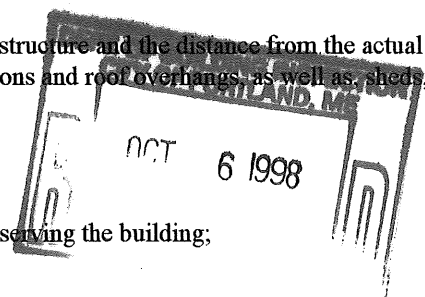 structure and the distance from the actual
ons and roof overhangs, as well as, sheds,
PORTLAND, ME
OCT 6 1998
serving the building;